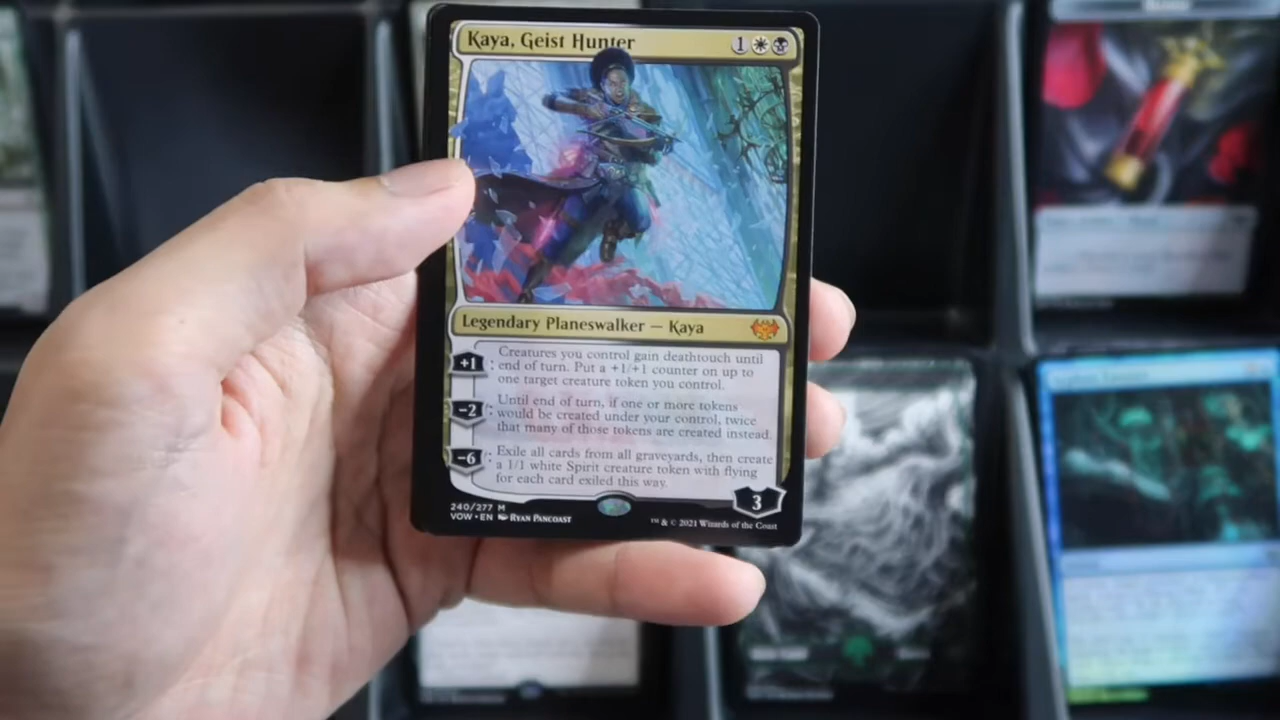 Kaya, Geist Hunter 1
Legendary Planeswalker — Kaya
+1: Creatures you control gain deathtouch until
end of turn. Put a +1/+1 counter on up to
one target creature token you control.
−2: Until end of turn, if one or more tokens
would be created under your control, twice
that many of those tokens are created instead.
−6: Exile all cards from all graveyards, then create
a 1/1 white Spirit creature token with flying
for each card exiled this way.
3
240/277 M
VOW • EN Ryan Pancoast
™ & © 2021 Wizards of the Coast